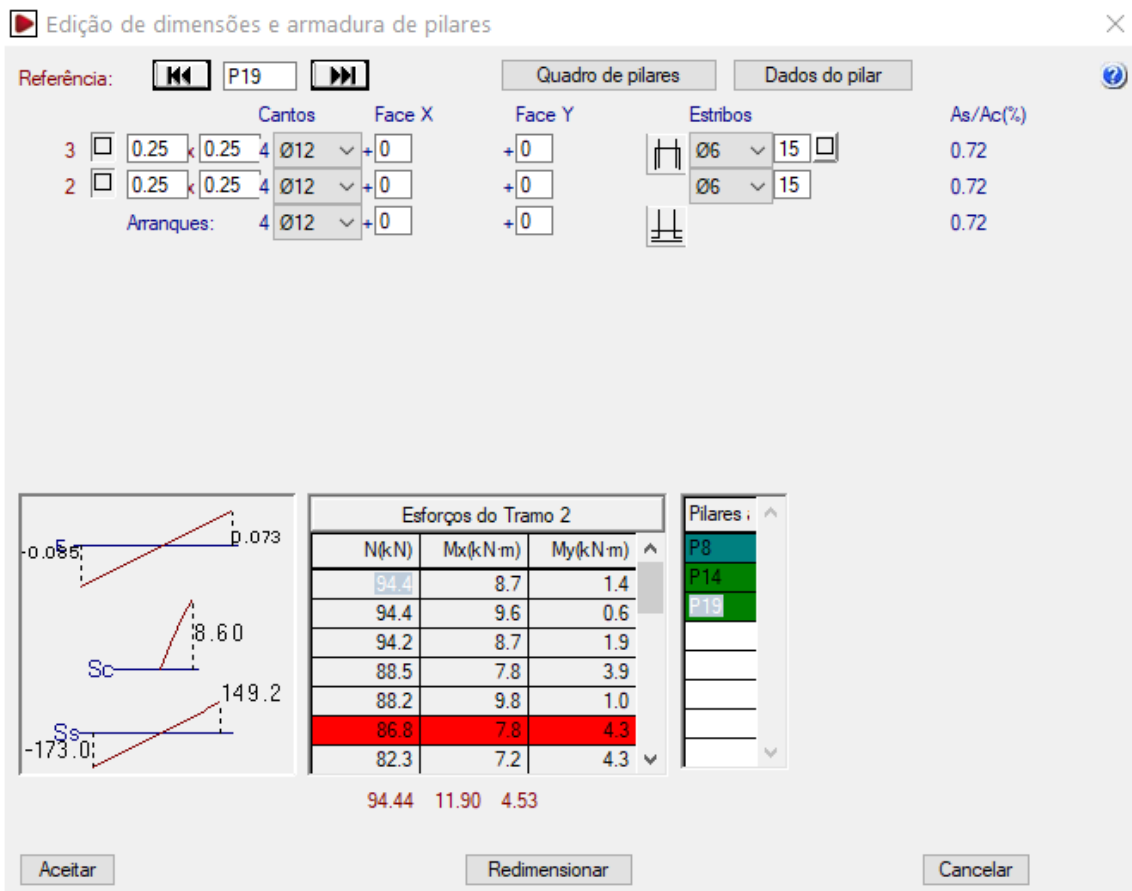 Edição de dimensões e armadura de pilares
Referência: P19 Quadro de pilares Dados do pilar
Cantos Face X Face Y Estribos As/Ac(%)
3 0.25 x 0.25 4 Ø12 + 0 + 0 Ø6 15 0.72
2 0.25 x 0.25 4 Ø12 + 0 + 0 Ø6 15 0.72
Arranques: 4 Ø12 + 0 + 0 0.72
-0.085 0.073
Sc 8.60
Ss 149.2
-173.0
Esforços do Tramo 2
N(kN) Mx(kN·m) My(kN·m)
94.4 8.7 1.4
94.4 9.6 0.6
94.2 8.7 1.9
88.5 7.8 3.9
88.2 9.8 1.0
86.8 7.8 4.3
82.3 7.2 4.3
94.44 11.90 4.53
Pilares
P8
P14
P19
Aceitar Redimensionar Cancelar